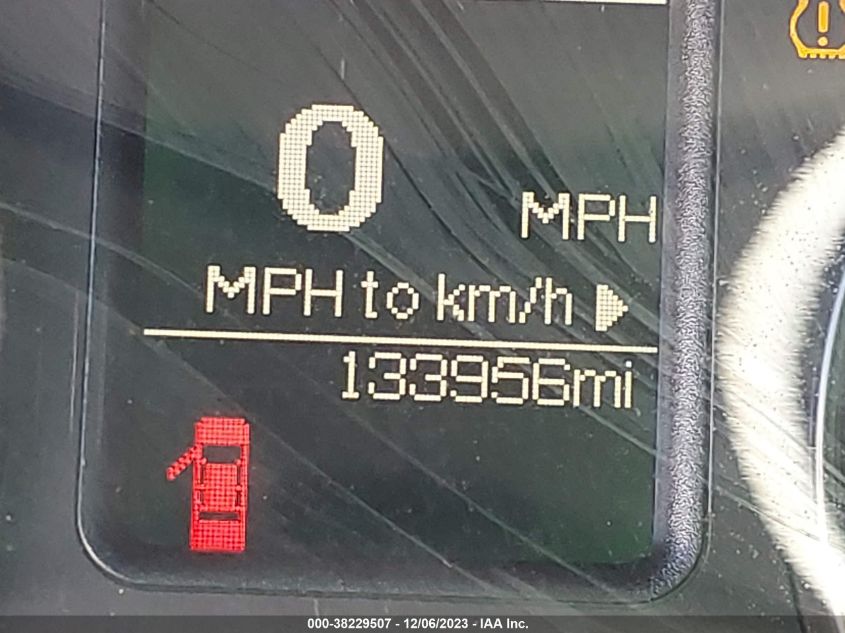 0 MPH
MPH to km/h
133956mi
000-38229507 - 12/06/2023 - IAA Inc.